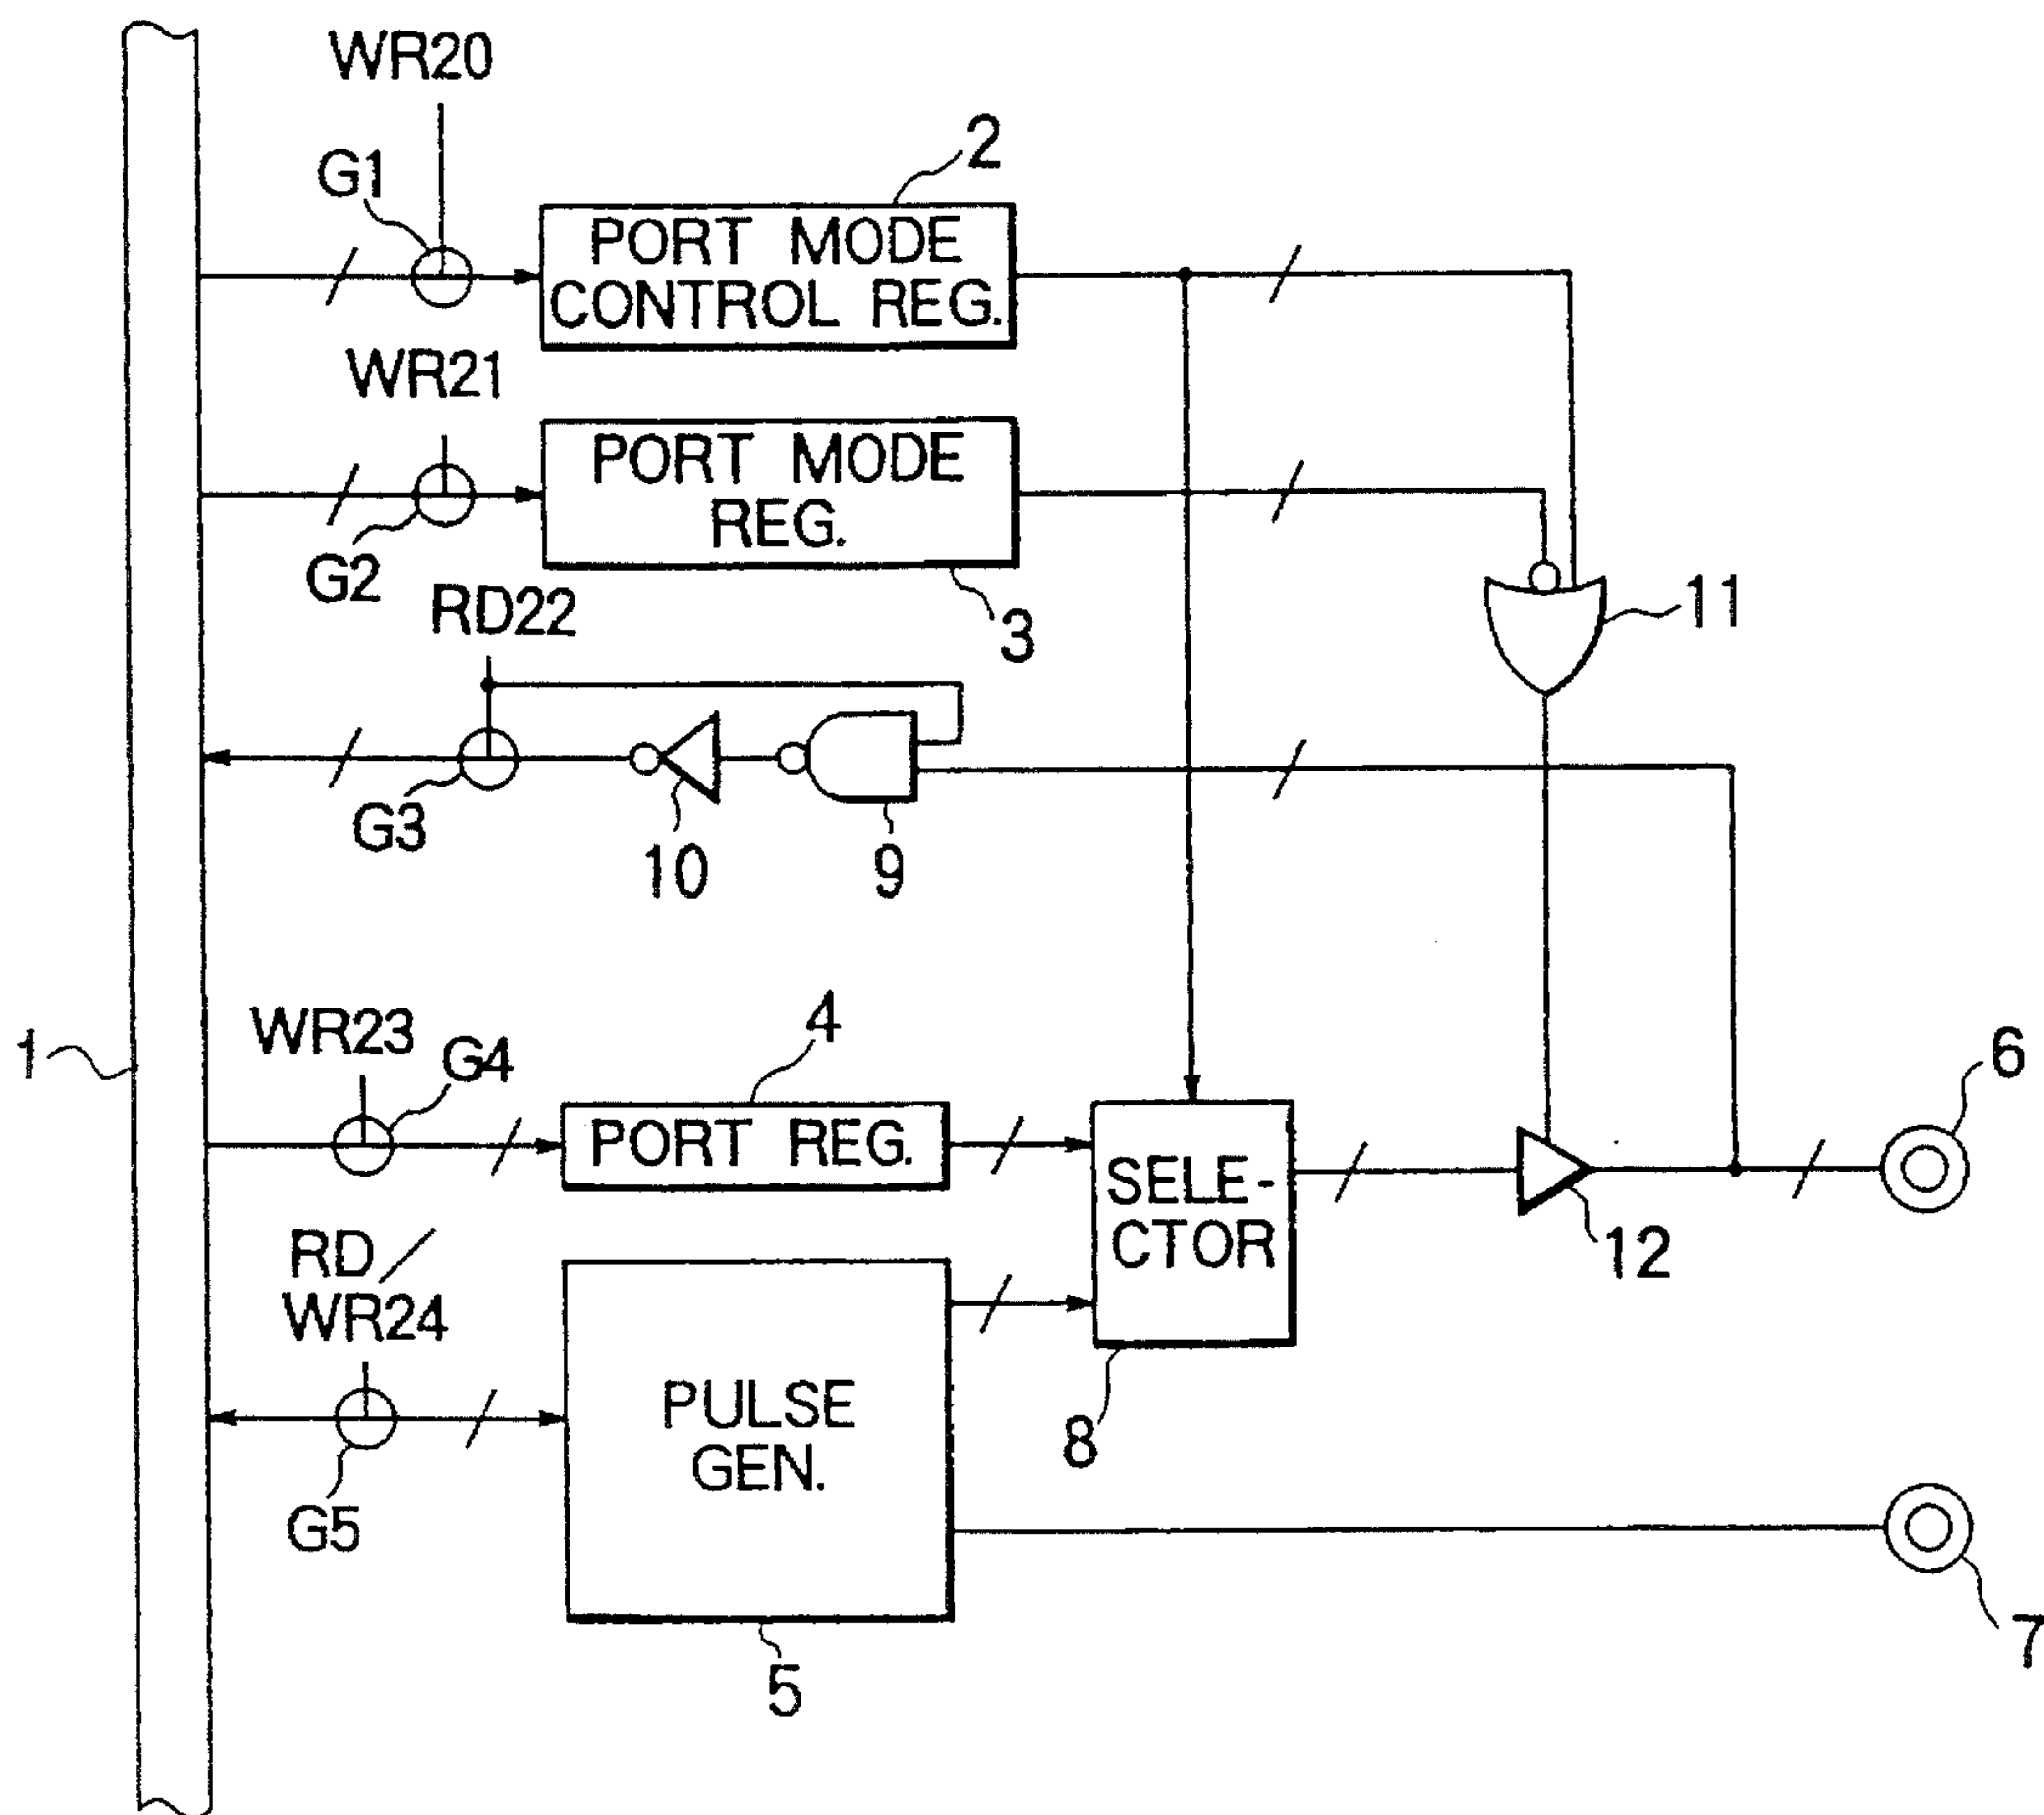 WR20
G1
2
PORT MODE
CONTROL REG.
WR21
G2
PORT MODE
REG.
3
11
RD22
G3
10
9
1
WR23
G4
4
PORT REG.
SELE-
CTOR
8
12
6
RD/
WR24
G5
PULSE
GEN.
5
7